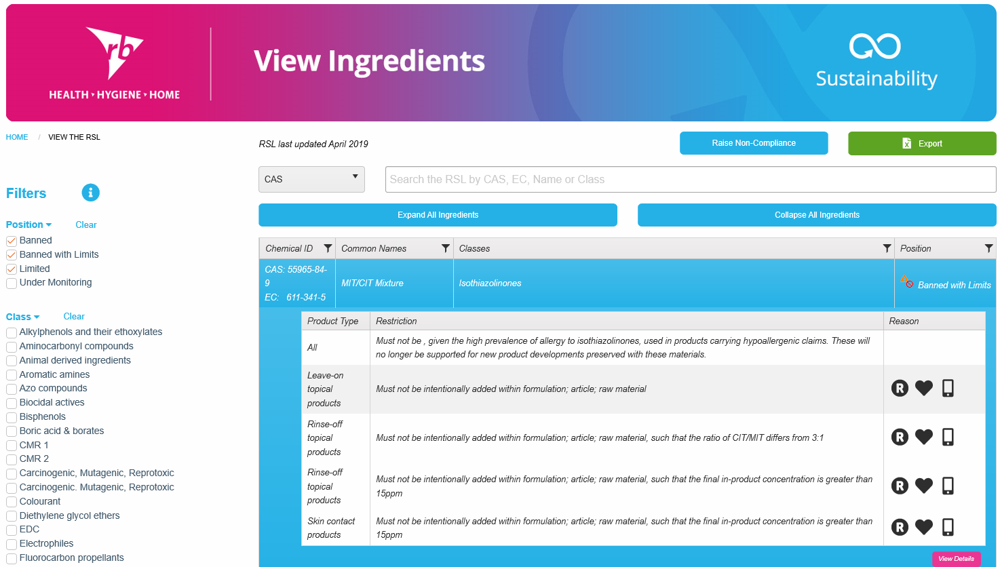 rb
HEALTH • HYGIENE • HOME
View Ingredients
Sustainability
HOME / VIEW THE RSL
RSL last updated April 2019
Raise Non-Compliance
Export
Filters
Position
Clear
Banned
Banned with Limits
Limited
Under Monitoring
Class
Clear
Alkylphenols and their ethoxylates
Aminocarbonyl compounds
Animal derived ingredients
Aromatic amines
Azo compounds
Biocidal actives
Bisphenols
Boric acid & borates
CMR 1
CMR 2
Carcinogenic, Mutagenic, Reprotoxic
Carcinogenic. Mutagenic, Reprotoxic
Colourant
Diethylene glycol ethers
EDC
Electrophiles
Fluorocarbon propellants
CAS
Search the RSL by CAS, EC, Name or Class
Expand All Ingredients
Collapse All Ingredients
Chemical ID Common Names Classes Position
CAS: 55965-84-
9
EC: 611-341-5
MIT/CIT Mixture
Isothiazolinones
Banned with Limits
Product Type Restriction Reason
All
Must not be , given the high prevalence of allergy to isothiazolinones, used in products carrying hypoallergenic claims. These will
no longer be supported for new product developments preserved with these materials.
Leave-on
topical
products
Must not be intentionally added within formulation; article; raw material
R
Rinse-off
topical
products
Must not be intentionally added within formulation; article; raw material, such that the ratio of CIT/MIT differs from 3:1
R
Rinse-off
topical
products
Must not be intentionally added within formulation; article; raw material, such that the final in-product concentration is greater than
15ppm
R
Skin contact
products
Must not be intentionally added within formulation; article; raw material, such that the final in-product concentration is greater than
15ppm
R
View Details